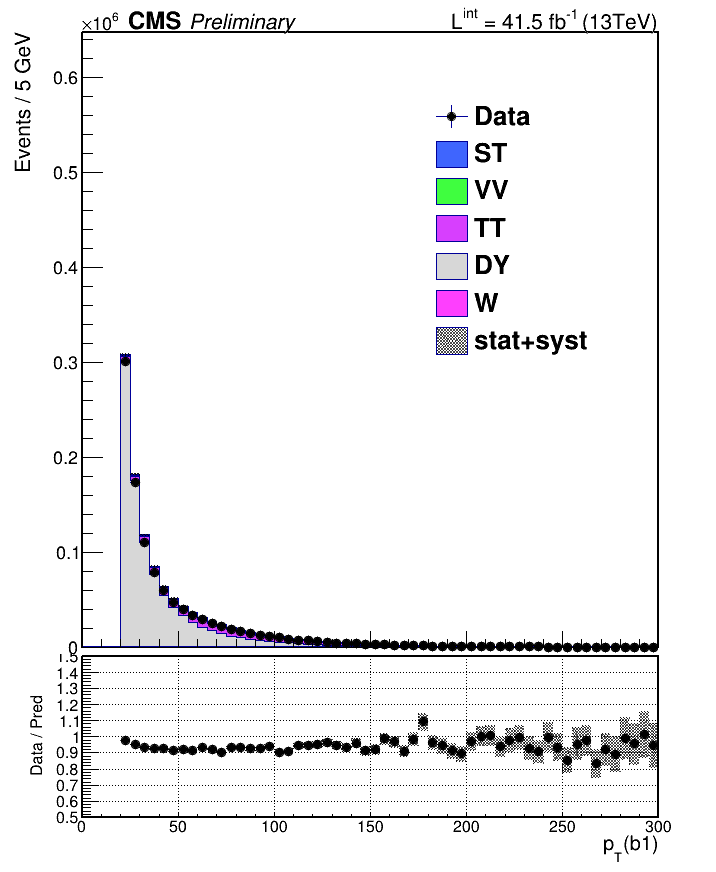 ×10⁶ CMS Preliminary L^int = 41.5 fb⁻¹ (13TeV)
Events / 5 GeV
0.6
0.5
0.4
0.3
0.2
0.1
0
Data
ST
VV
TT
DY
W
stat+syst
Data / Pred
1.5
1.4
1.3
1.2
1.1
1
0.9
0.8
0.7
0.6
0.5
0 50 100 150 200 250 300
p_T(b1)